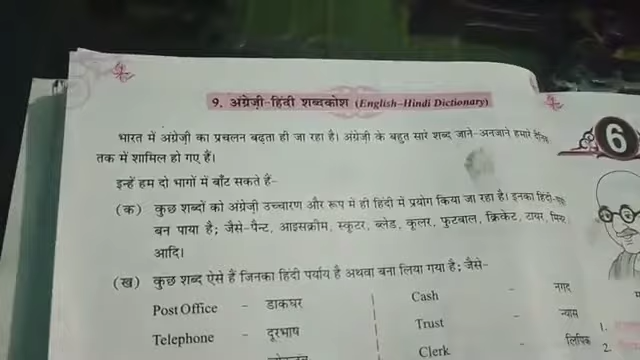 9. अंग्रेज़ी-हिंदी शब्दकोश (English-Hindi Dictionary)
भारत में अंग्रेज़ी का प्रचलन बढ़ता ही जा रहा है। अंग्रेज़ी के बहुत सारे शब्द जाने-अनजाने हमारे
तक में शामिल हो गए हैं।
इन्हें हम दो भागों में बाँट सकते हैं-
(क) कुछ शब्दों को अंग्रेज़ी उच्चारण और रूप में ही हिंदी में प्रयोग किया जा रहा है। इनका हिंदी-
बन पाया है; जैसे-पैन्ट, आइसक्रीम, स्कूटर, ब्लेड, कूलर, फुटबाल, क्रिकेट, टायर,
आदि।
(ख) कुछ शब्द ऐसे हैं जिनका हिंदी पर्याय है अथवा बना लिया गया है; जैसे-
Post Office - डाकघर
Telephone - दूरभाष
Cash - नगद
Trust - न्यास
Clerk - लिपिक
6
1.
2.